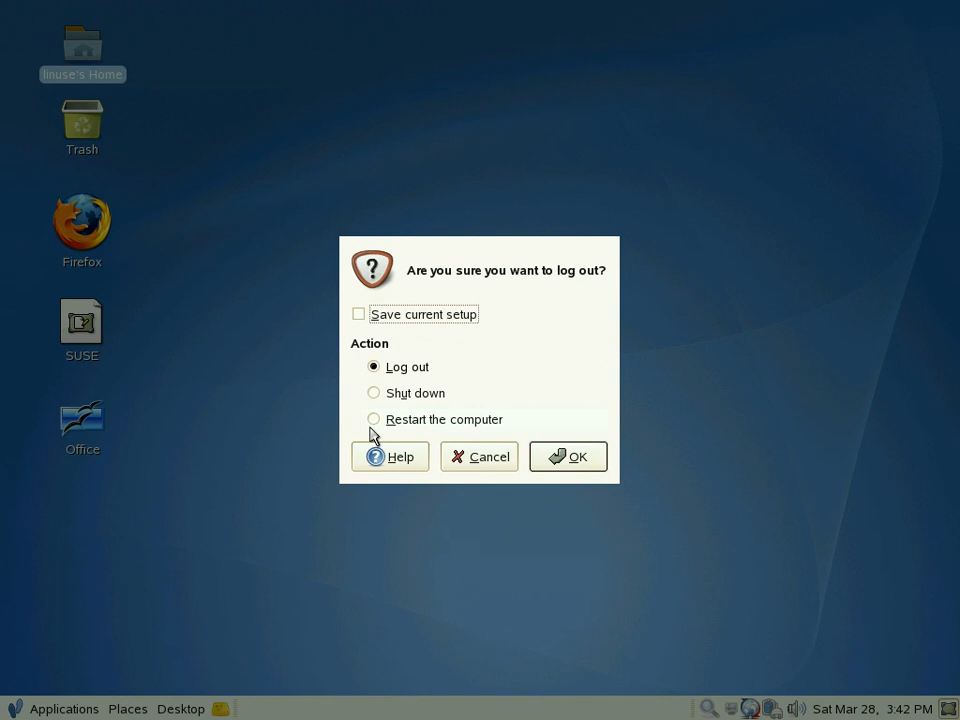 linuse's Home
Trash
Firefox
SUSE
Office
Are you sure you want to log out?
Save current setup
Action
Log out
Shut down
Restart the computer
Help Cancel OK
Applications Places Desktop Sat Mar 28, 3:42 PM